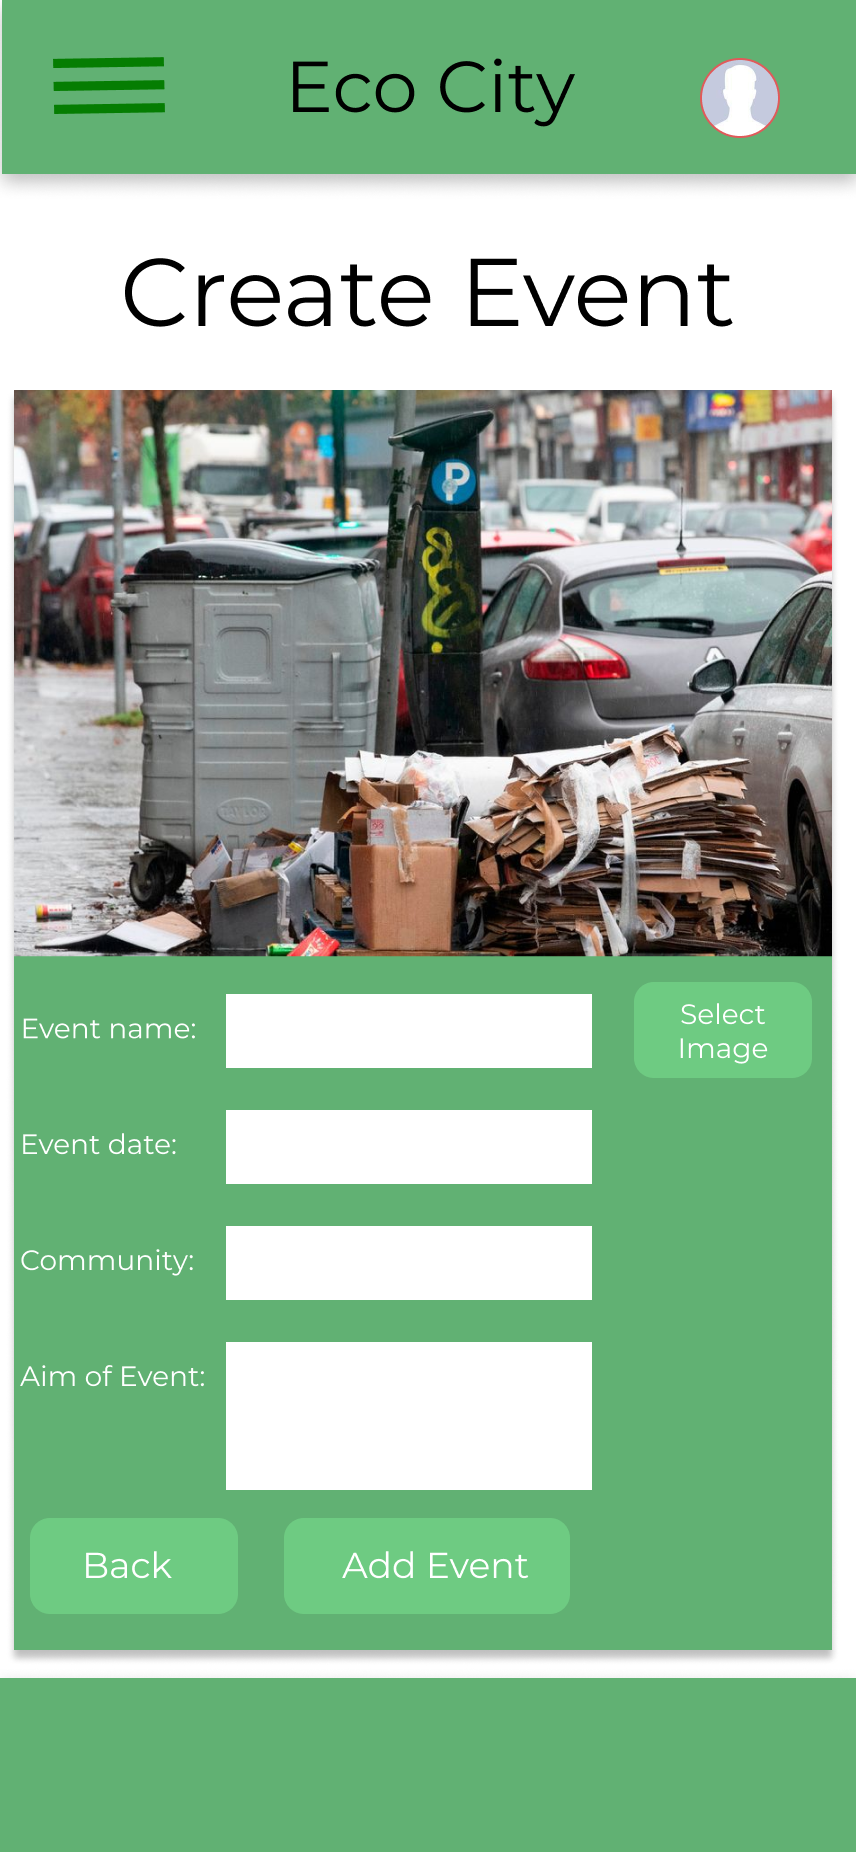 Eco City
Create Event
P
TAYLOR
Event name:
Select
Image
Event date:
Community:
Aim of Event:
Back
Add Event